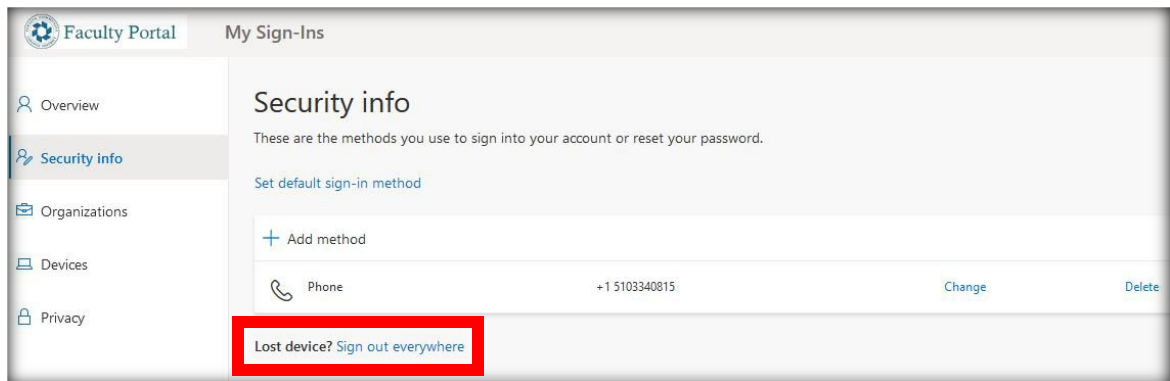 Faculty Portal
My Sign-Ins
Overview
Security info
Organizations
Devices
Privacy
Security info
These are the methods you use to sign into your account or reset your password.
Set default sign-in method
+ Add method
Phone +1 5103340815 Change Delete
Lost device? Sign out everywhere